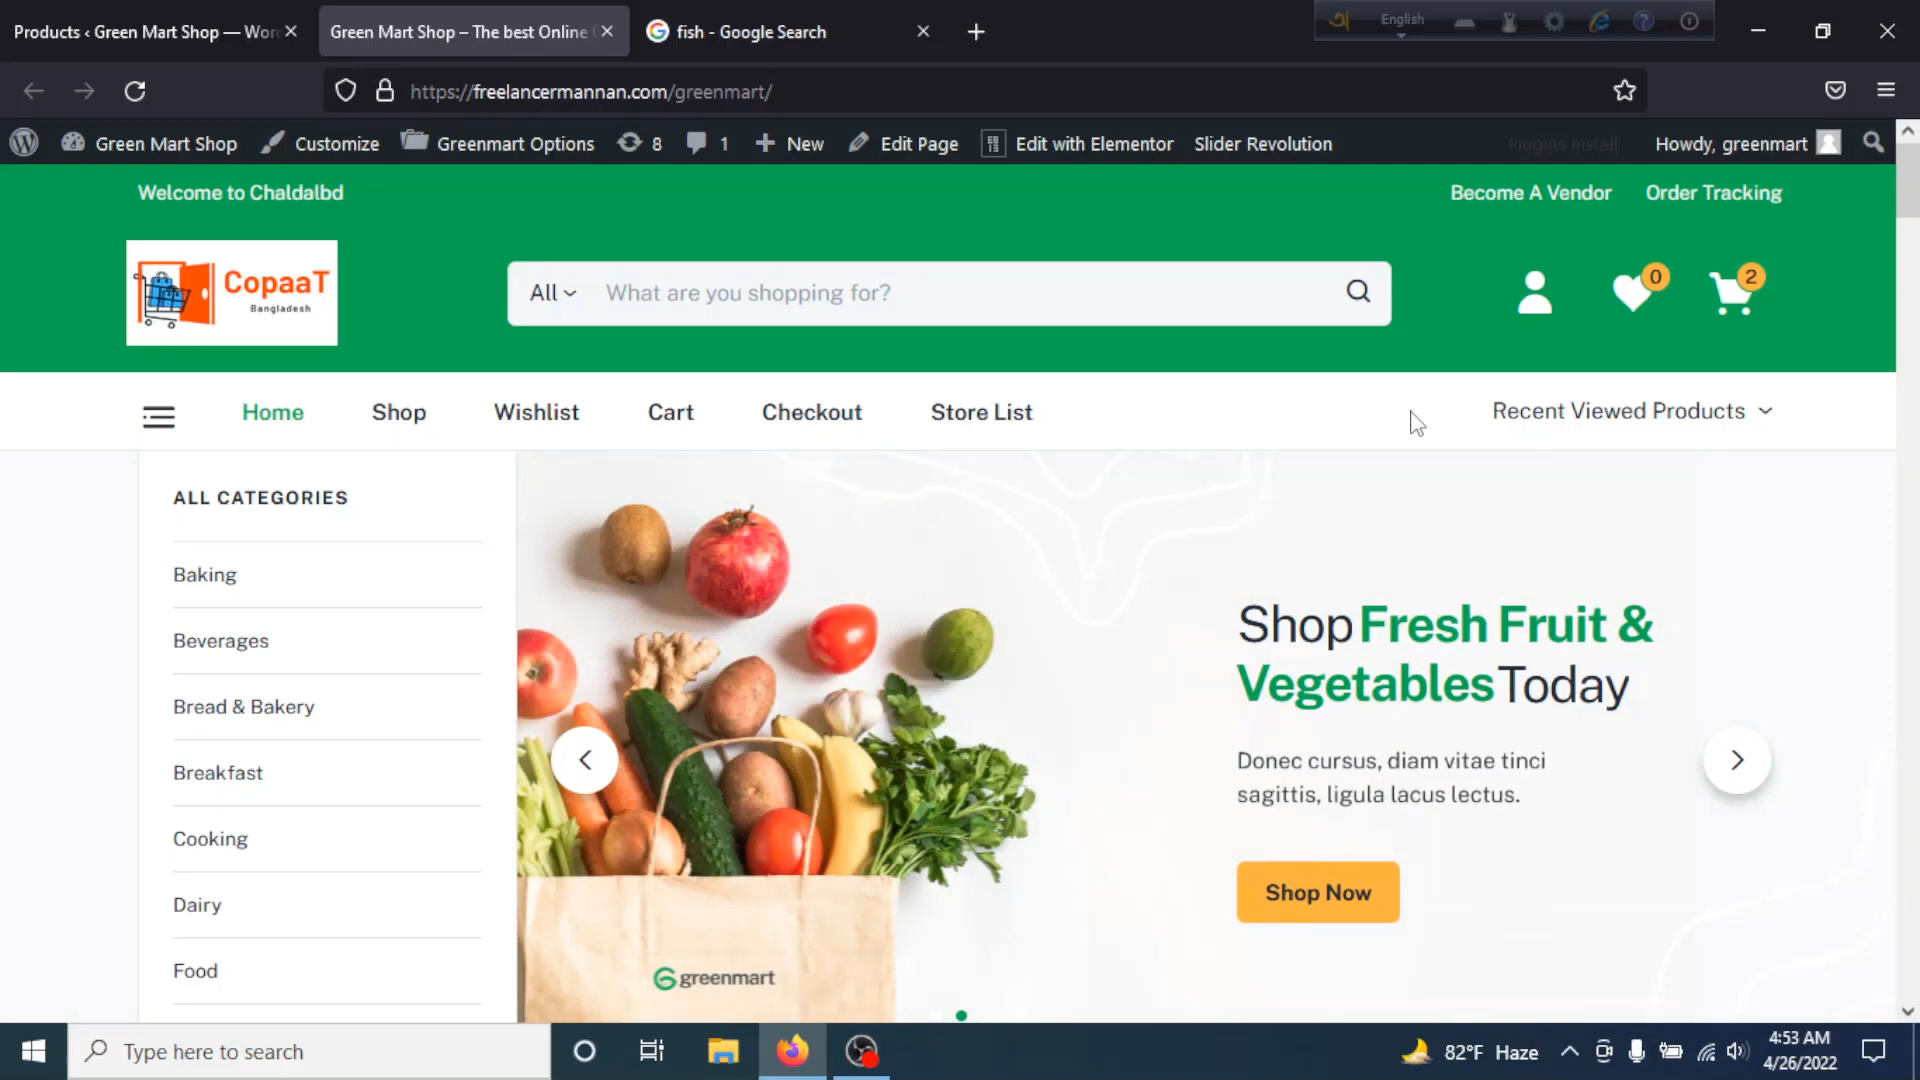 Products ‹ Green Mart Shop — Wor
Green Mart Shop – The best Online
fish - Google Search
English
https://freelancermannan.com/greenmart/
Green Mart Shop
Customize
Greenmart Options
8
1
New
Edit Page
Edit with Elementor
Slider Revolution
Plugins install
Howdy, greenmart
Welcome to Chaldalbd
Become A Vendor
Order Tracking
CopaaT
Bangladesh
All
What are you shopping for?
0
2
Home
Shop
Wishlist
Cart
Checkout
Store List
Recent Viewed Products
ALL CATEGORIES
Baking
Beverages
Bread & Bakery
Breakfast
Cooking
Dairy
Food
Shop Fresh Fruit &
Vegetables Today
Donec cursus, diam vitae tinci
sagittis, ligula lacus lectus.
Shop Now
greenmart
Type here to search
82°F Haze
4:53 AM
4/26/2022